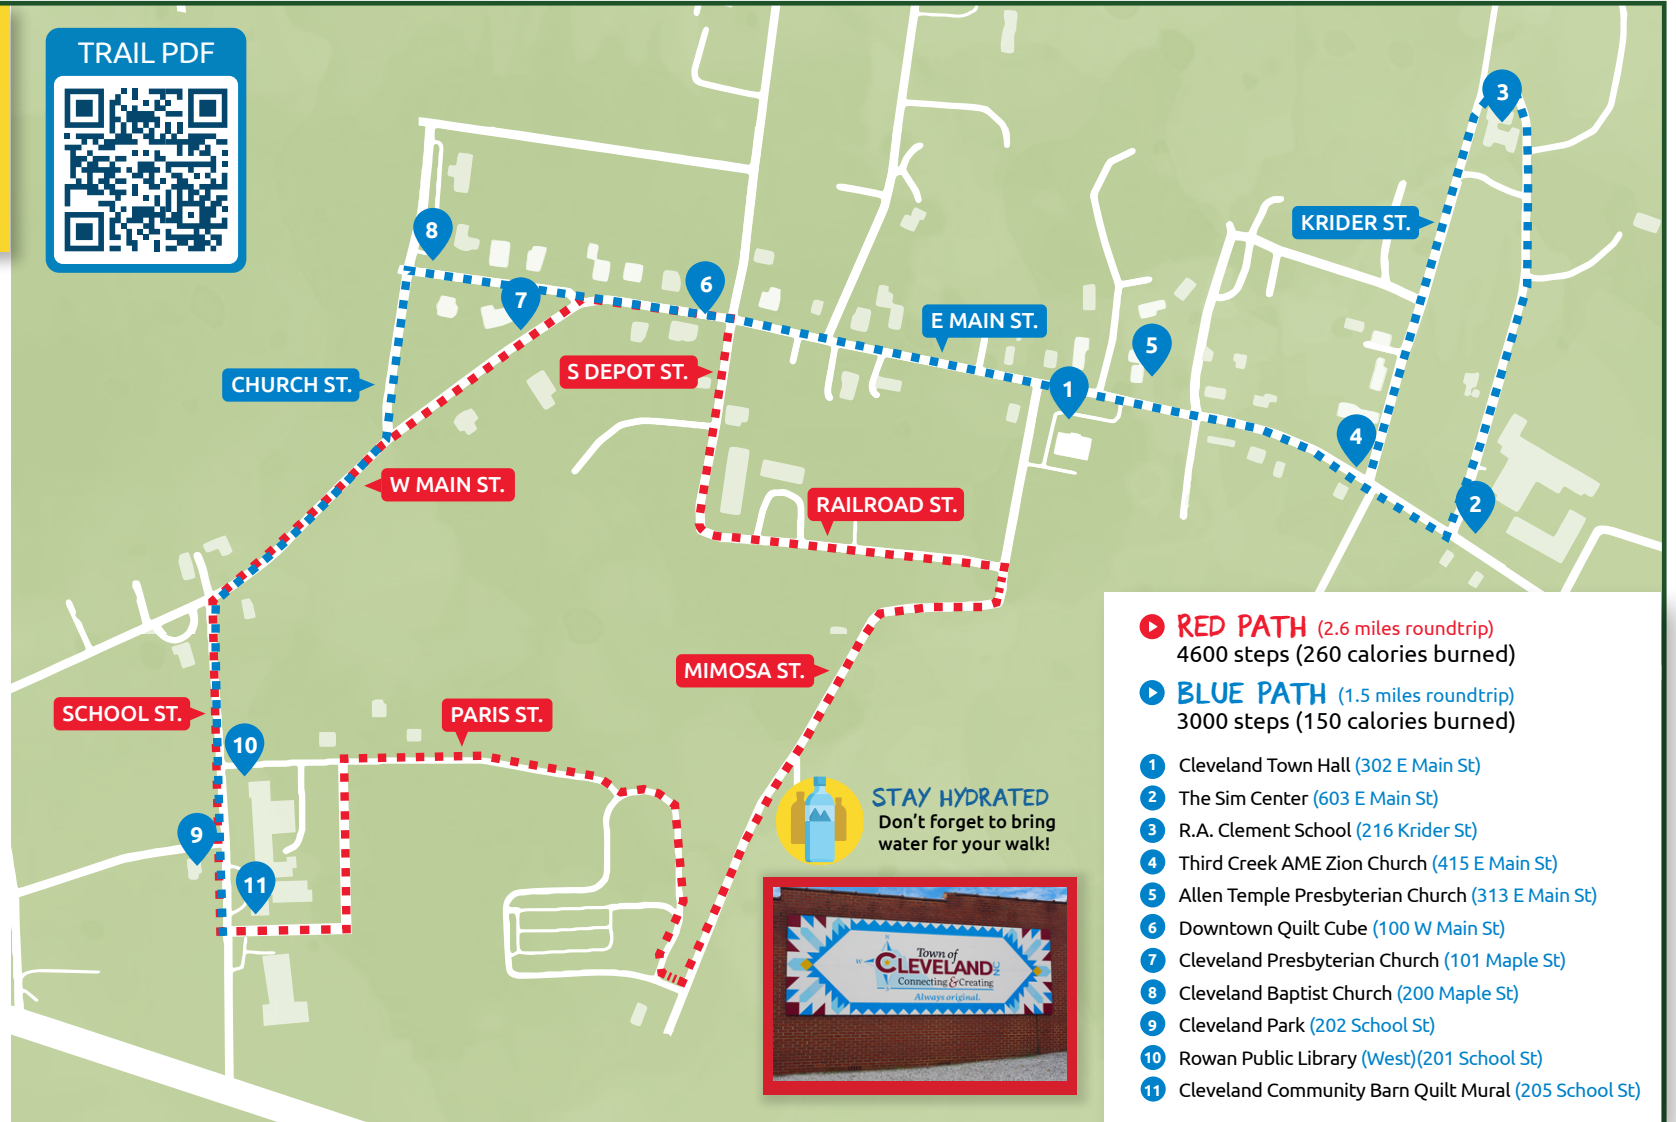 TRAIL PDF
3
8
KRIDER ST.
7
6
E MAIN ST.
5
CHURCH ST.
S DEPOT ST.
1
4
W MAIN ST.
RAILROAD ST.
2
MIMOSA ST.
SCHOOL ST.
PARIS ST.
10
9
11
STAY HYDRATED
Don't forget to bring
water for your walk!
N
W
Town of
CLEVELAND NC
Connecting & Creating
Always original.
RED PATH (2.6 miles roundtrip)
4600 steps (260 calories burned)
BLUE PATH (1.5 miles roundtrip)
3000 steps (150 calories burned)
1 Cleveland Town Hall (302 E Main St)
2 The Sim Center (603 E Main St)
3 R.A. Clement School (216 Krider St)
4 Third Creek AME Zion Church (415 E Main St)
5 Allen Temple Presbyterian Church (313 E Main St)
6 Downtown Quilt Cube (100 W Main St)
7 Cleveland Presbyterian Church (101 Maple St)
8 Cleveland Baptist Church (200 Maple St)
9 Cleveland Park (202 School St)
10 Rowan Public Library (West)(201 School St)
11 Cleveland Community Barn Quilt Mural (205 School St)